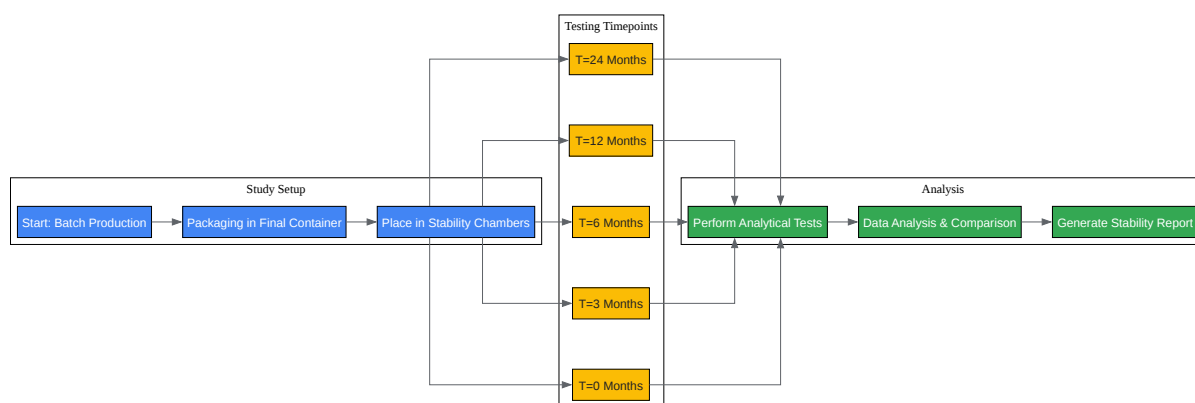 Testing Timepoints
T=24 Months
T=12 Months
Study Setup
Start: Batch Production
Packaging in Final Container
Place in Stability Chambers
T=6 Months
Analysis
Perform Analytical Tests
Data Analysis & Comparison
Generate Stability Report
T=3 Months
T=0 Months